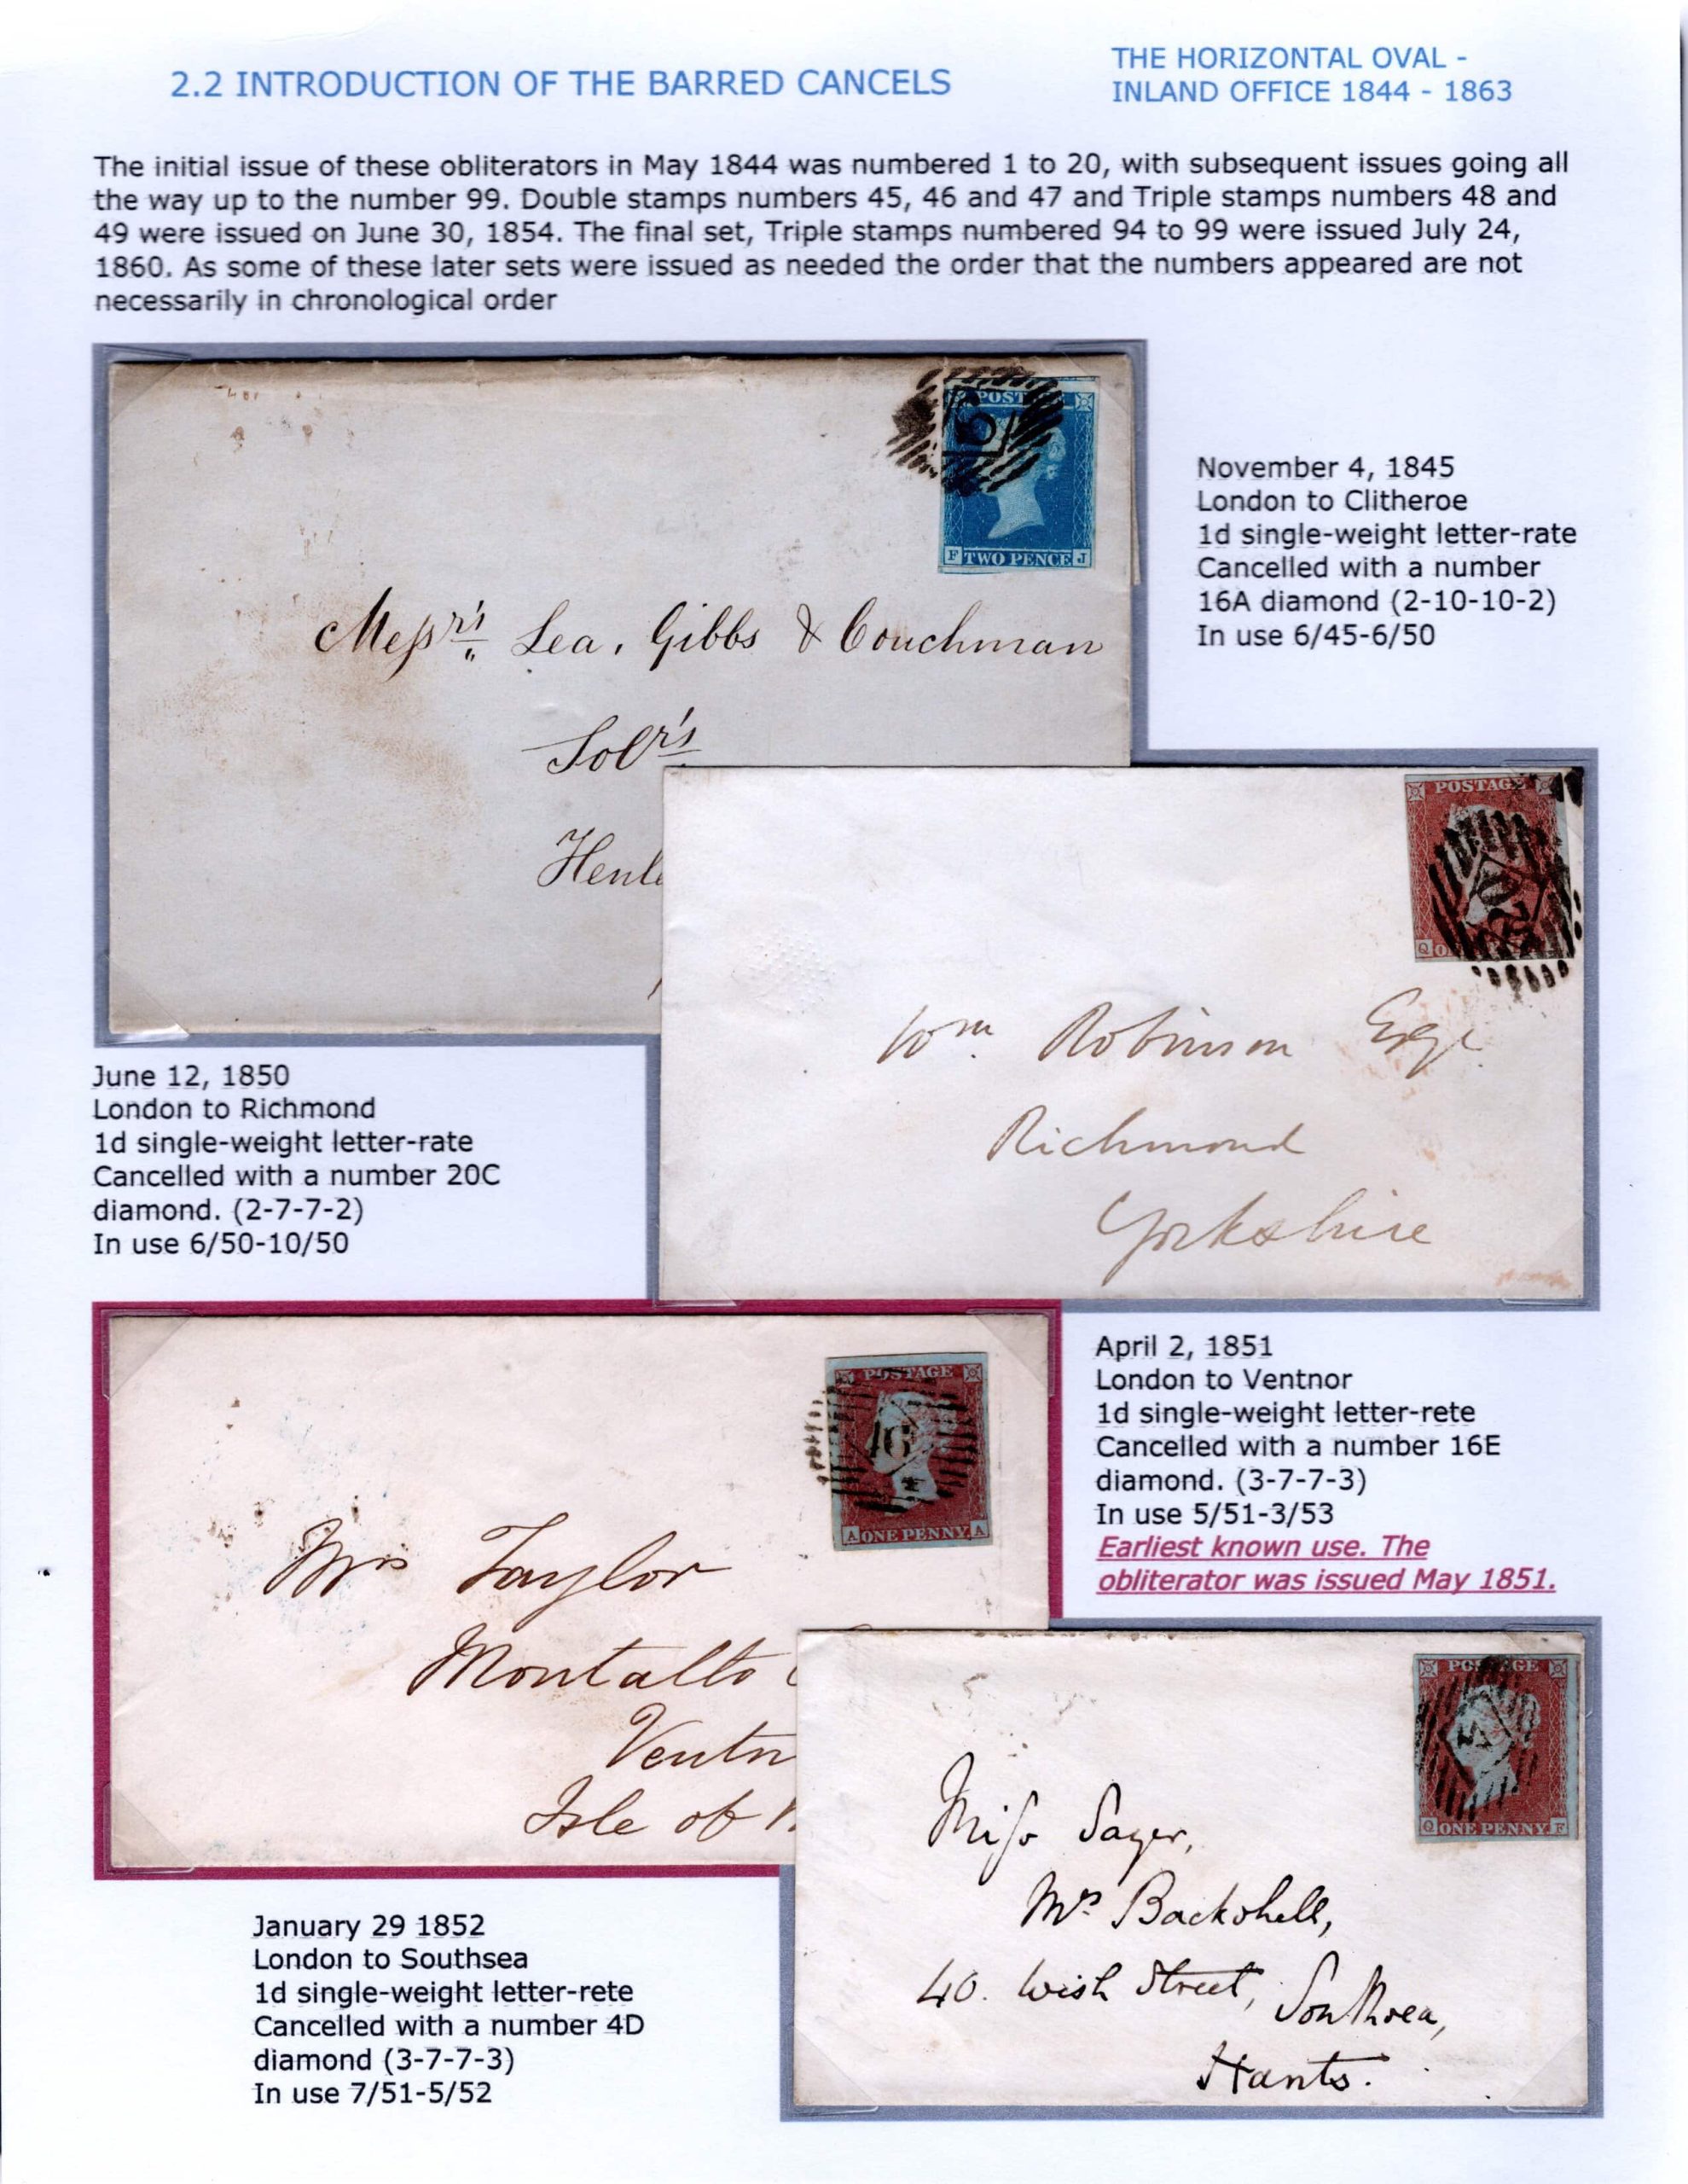 2.2 INTRODUCTION OF THE BARRED CANCELS
THE HORIZONTAL OVAL -
INLAND OFFICE 1844 - 1863
The initial issue of these obliterators in May 1844 was numbered 1 to 20, with subsequent issues going all
the way up to the number 99. Double stamps numbers 45, 46 and 47 and Triple stamps numbers 48 and
49 were issued on June 30, 1854. The final set, Triple stamps numbered 94 to 99 were issued July 24,
1860. As some of these later sets were issued as needed the order that the numbers appeared are not
necessarily in chronological order
POST
F TWO PENCE J
Messrs Lea, Gibbs & Couchman
Solrs
Henle
November 4, 1845
London to Clitheroe
1d single-weight letter-rate
Cancelled with a number
16A diamond (2-10-10-2)
In use 6/45-6/50
POSTAGE
Q O
20
Wm Robinson Esqr
Richmond
Yorkshire
June 12, 1850
London to Richmond
1d single-weight letter-rate
Cancelled with a number 20C
diamond. (2-7-7-2)
In use 6/50-10/50
POSTAGE
16
A ONE PENNY A
Mrs Taylor
Montalto
Ventn
Isle of
April 2, 1851
London to Ventnor
1d single-weight letter-rete
Cancelled with a number 16E
diamond. (3-7-7-3)
In use 5/51-3/53
Earliest known use. The
obliterator was issued May 1851.
POSTAGE
Q ONE PENNY F
Miss Sayer,
Mrs Backshell,
40. Wish Street, Southsea,
Hants.
January 29 1852
London to Southsea
1d single-weight letter-rete
Cancelled with a number 4D
diamond (3-7-7-3)
In use 7/51-5/52